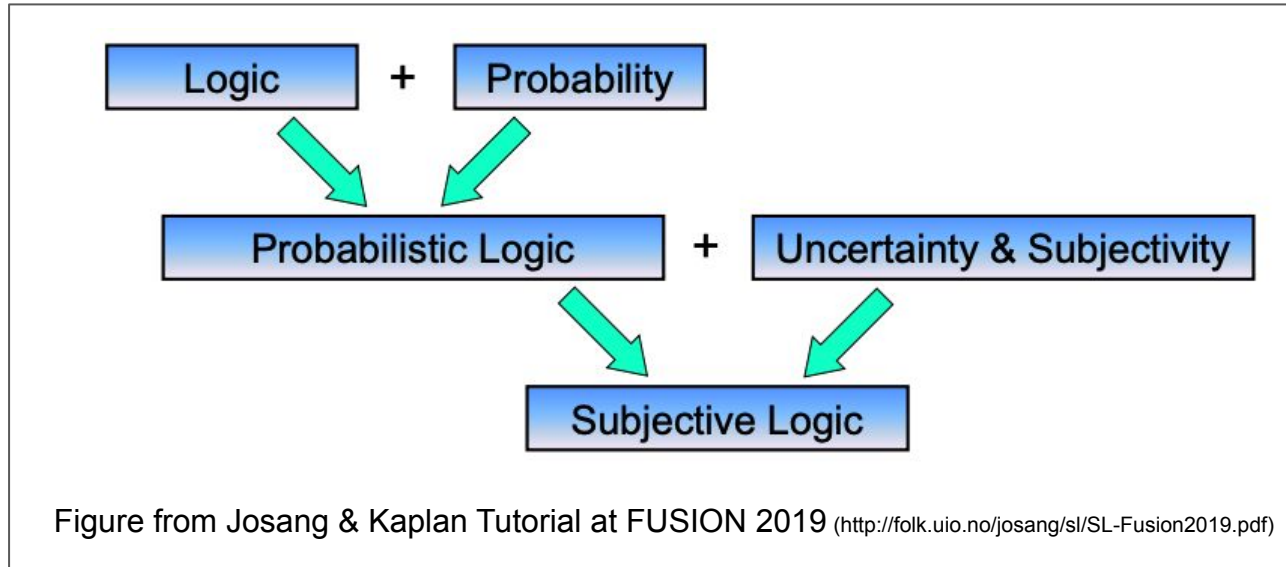 Logic + Probability
Probabilistic Logic + Uncertainty & Subjectivity
Subjective Logic
Figure from Josang & Kaplan Tutorial at FUSION 2019 (http://folk.uio.no/josang/sl/SL-Fusion2019.pdf)